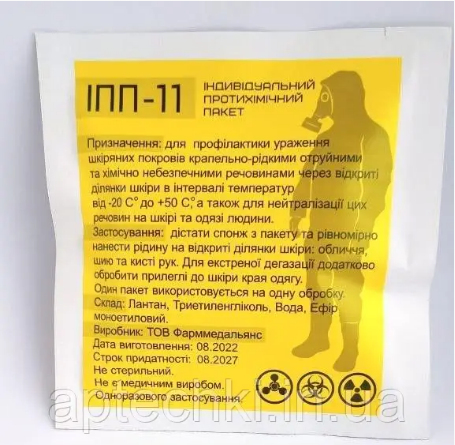 ІПП-11
ІНДИВІДУАЛЬНИЙ
ПРОТИХІМІЧНИЙ
ПАКЕТ
Призначення: для профілактики ураження
шкіряних покровів крапельно-рідкими отруйними
та хімічно небезпечними речовинами через відкриті
ділянки шкіри в інтервалі температур
від -20 С° до +50 С,° а також для нейтралізації цих
речовин на шкірі та одязі людини.
Застосування: дістати спонж з пакету та рівномірно
нанести рідину на відкриті ділянки шкіри: обличчя,
шию та кисті рук. Для екстреної дегазації додатково
обробити прилеглі до шкіри края одягу.
Один пакет використовується на одну обробку.
Склад: Лантан, Триетиленгліколь, Вода, Ефір
моноетиловий.
Виробник: ТОВ Фарммедальянс
Дата виготовлення: 08.2022
Строк придатності: 08.2027
Не стерильний.
Не є медичним виробом.
Одноразового застосування.
aptechki.in.ua